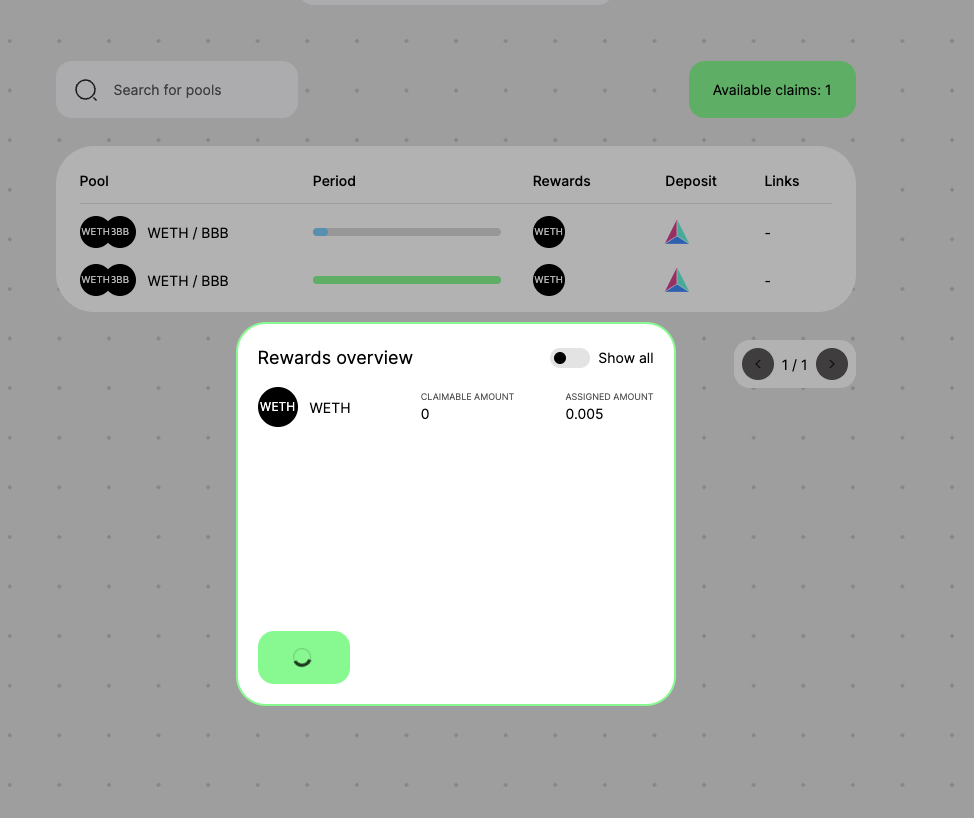 Search for pools
Available claims: 1
Pool Period Rewards Deposit Links
WETH BBB WETH / BBB WETH -
WETH BBB WETH / BBB WETH -
1 / 1
Rewards overview
Show all
WETH WETH
CLAIMABLE AMOUNT
0
ASSIGNED AMOUNT
0.005